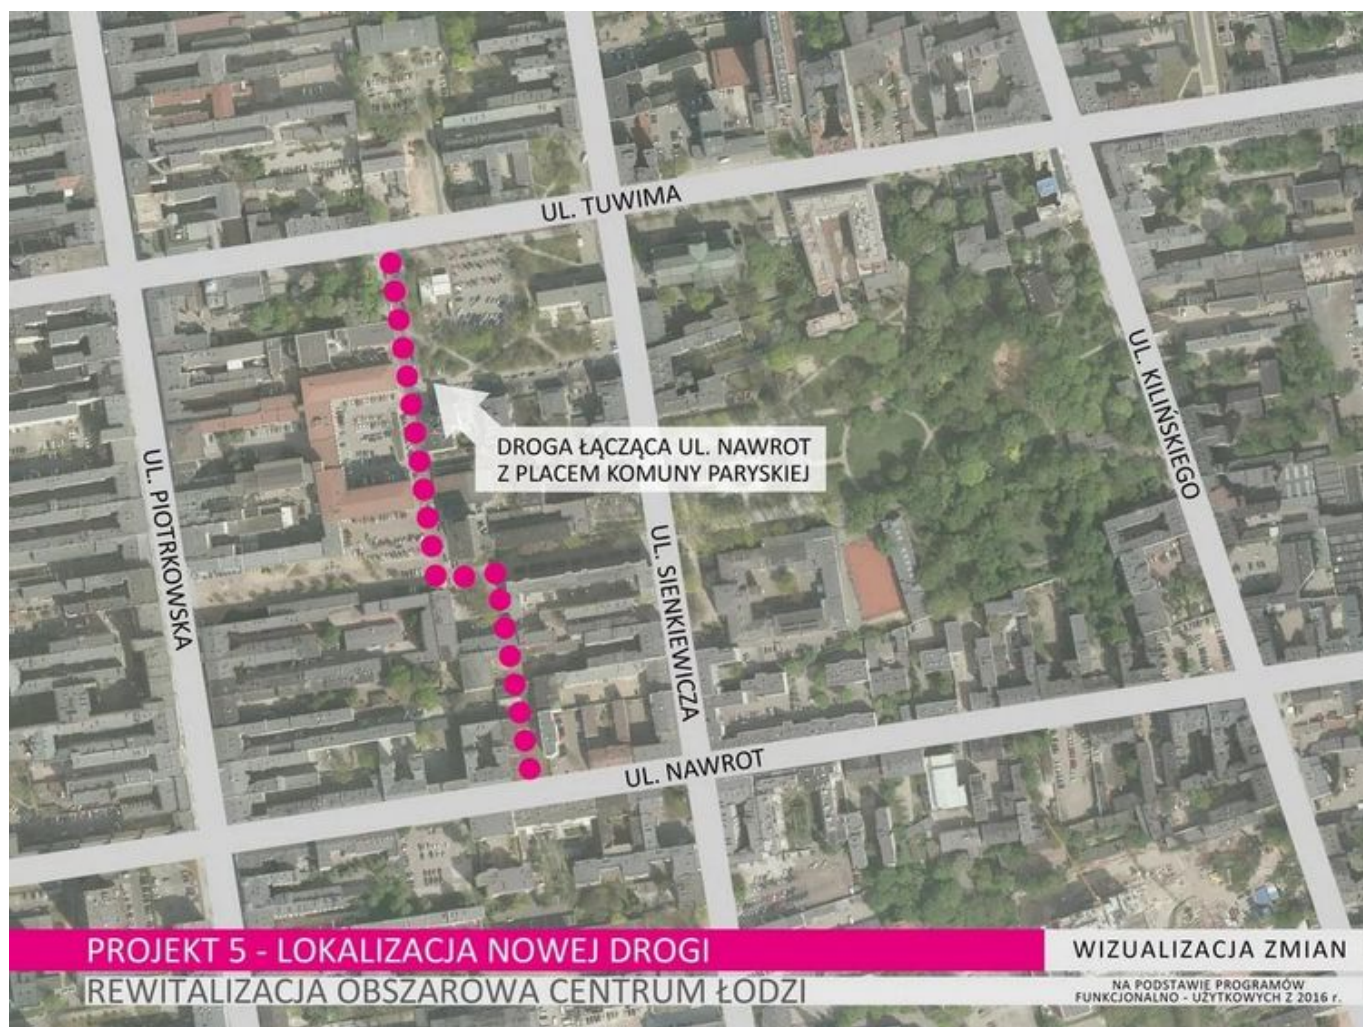 UL. TUWIMA
UL. KILIŃSKIEGO
DROGA ŁĄCZĄCA UL. NAWROT
Z PLACEM KOMUNY PARYSKIEJ
UL. PIOTRKOWSKA
UL. SIENKIEWICZA
UL. NAWROT
PROJEKT 5 - LOKALIZACJA NOWEJ DROGI
WIZUALIZACJA ZMIAN
REWITALIZACJA OBSZAROWA CENTRUM ŁODZI
NA PODSTAWIE PROGRAMÓW
FUNKCJONALNO - UŻYTKOWYCH Z 2016 r.